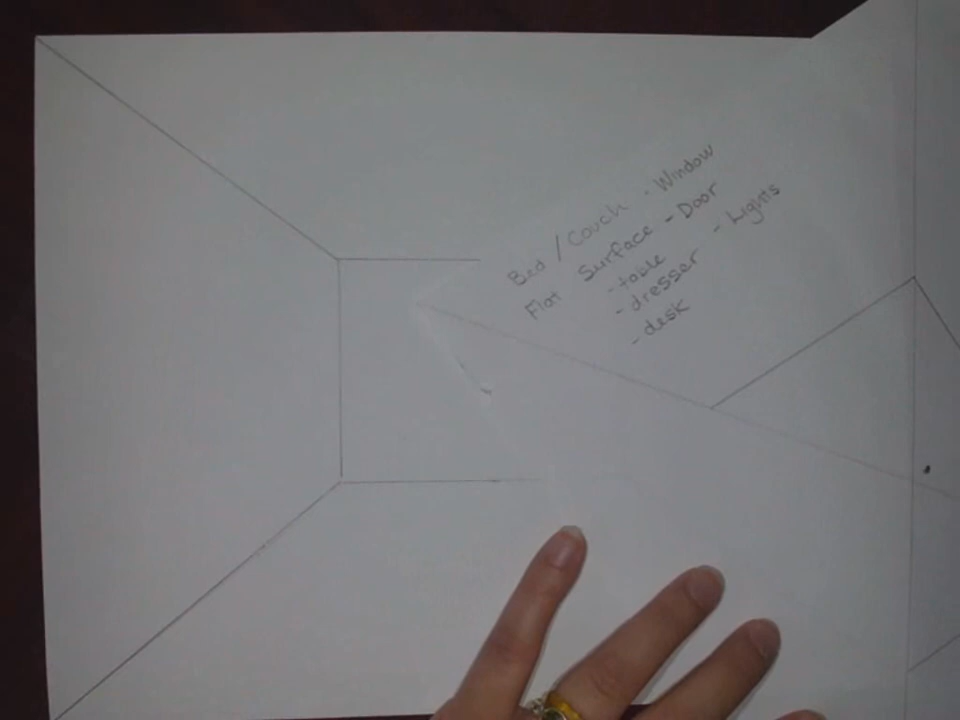 Bed / Couch - Window
Flat Surface - Door
- table - Lights
- dresser
- desk